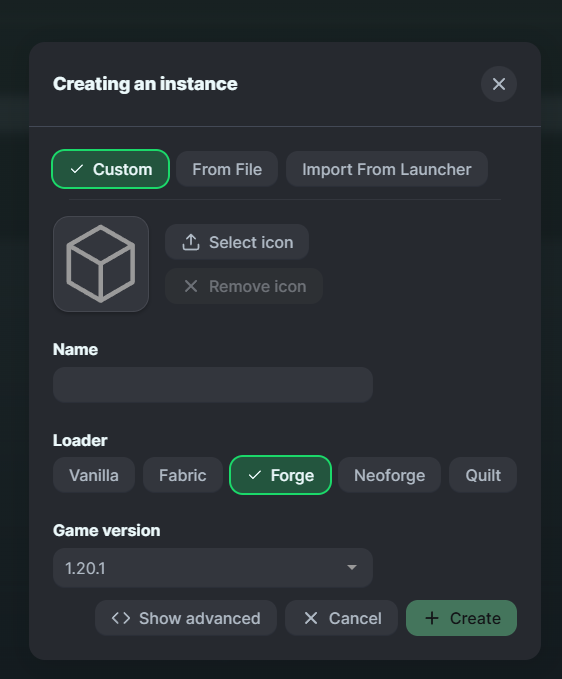 Creating an instance
Custom From File Import From Launcher
Select icon
Remove icon
Name
Loader
Vanilla Fabric Forge Neoforge Quilt
Game version
1.20.1
Show advanced Cancel Create